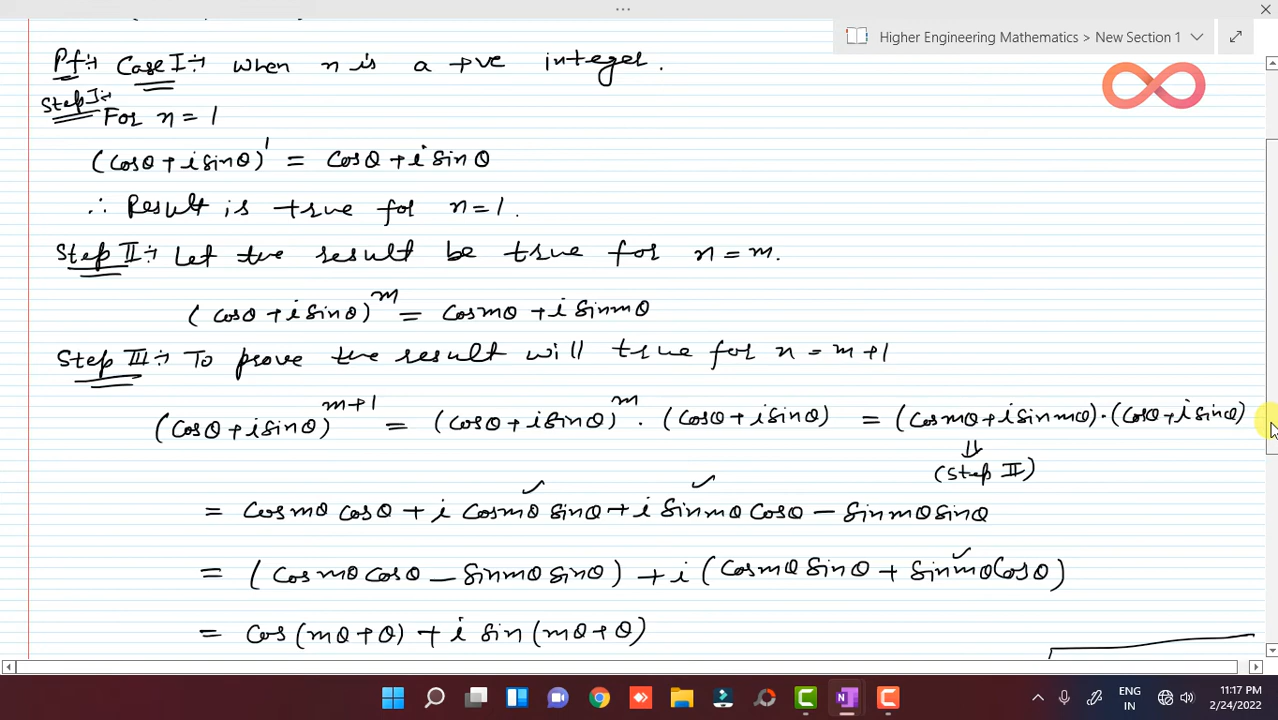 Higher Engineering Mathematics > New Section 1
Pf:- Case I:- when n is a +ve integer.
Step I:-
For n = 1
(cosθ + i sinθ)^1 = cosθ + i sinθ
∴ Result is true for n=1.
Step II:- Let the result be true for n = m.
(cosθ + i sinθ)^m = cosmθ + i sinmθ
Step III:- To prove the result will true for n = m+1
(cosθ + i sinθ)^{m+1} = (cosθ + i sinθ)^m . (cosθ + i sinθ) = (cosmθ + i sinmθ) . (cosθ + i sinθ)
⇓
(Step II)
= cosmθ cosθ + i cosmθ sinθ + i sinmθ cosθ − sinmθ sinθ
= (cosmθ cosθ − sinmθ sinθ) + i (cosmθ sinθ + sinmθ cosθ)
= cos(mθ+θ) + i sin(mθ+θ)
ENG
IN
11:17 PM
2/24/2022